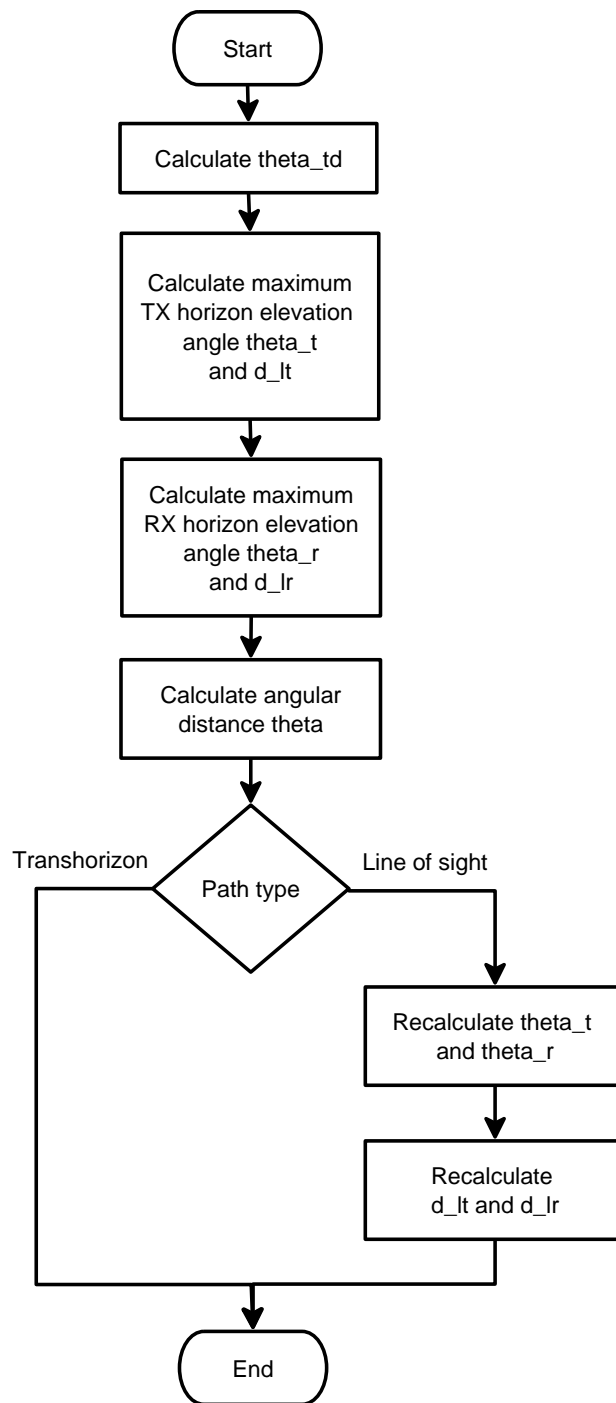 Start
Calculate theta_td
Calculate maximum
TX horizon elevation
angle theta_t
and d_lt
Calculate maximum
RX horizon elevation
angle theta_r
and d_lr
Calculate angular
distance theta
Transhorizon
Line of sight
Path type
Recalculate theta_t
and theta_r
Recalculate
d_lt and d_lr
End